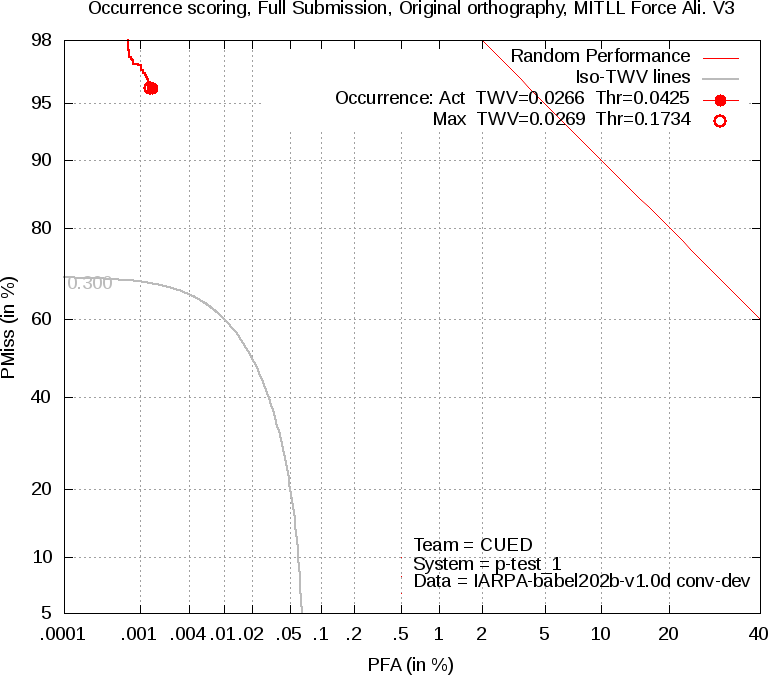 Occurrence scoring, Full Submission, Original orthography, MITLL Force Ali. V3
Random Performance
Iso-TWV lines
Occurrence: Act TWV=0.0266 Thr=0.0425
Max TWV=0.0269 Thr=0.1734
98
95
90
80
60
40
20
10
5
PMiss (in %)
0.300
Team = CUED
System = p-test_1
Data = IARPA-babel202b-v1.0d conv-dev
.0001 .001 .004 .01 .02 .05 .1 .2 .5 1 2 5 10 20 40
PFA (in %)